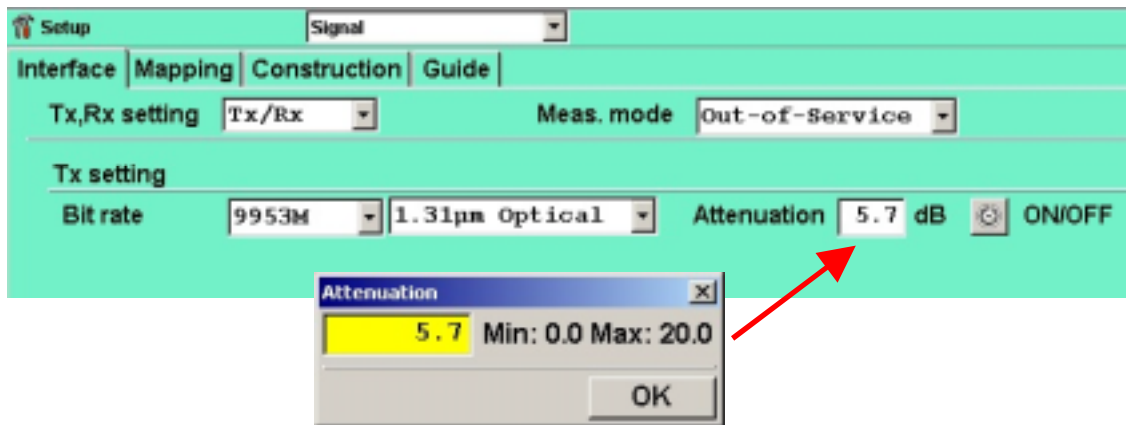 Setup Signal
Interface Mapping Construction Guide
Tx,Rx setting Tx/Rx Meas. mode Out-of-Service
Tx setting
Bit rate 9953M 1.31μm Optical Attenuation 5.7 dB ON/OFF
Attenuation
5.7 Min: 0.0 Max: 20.0
OK